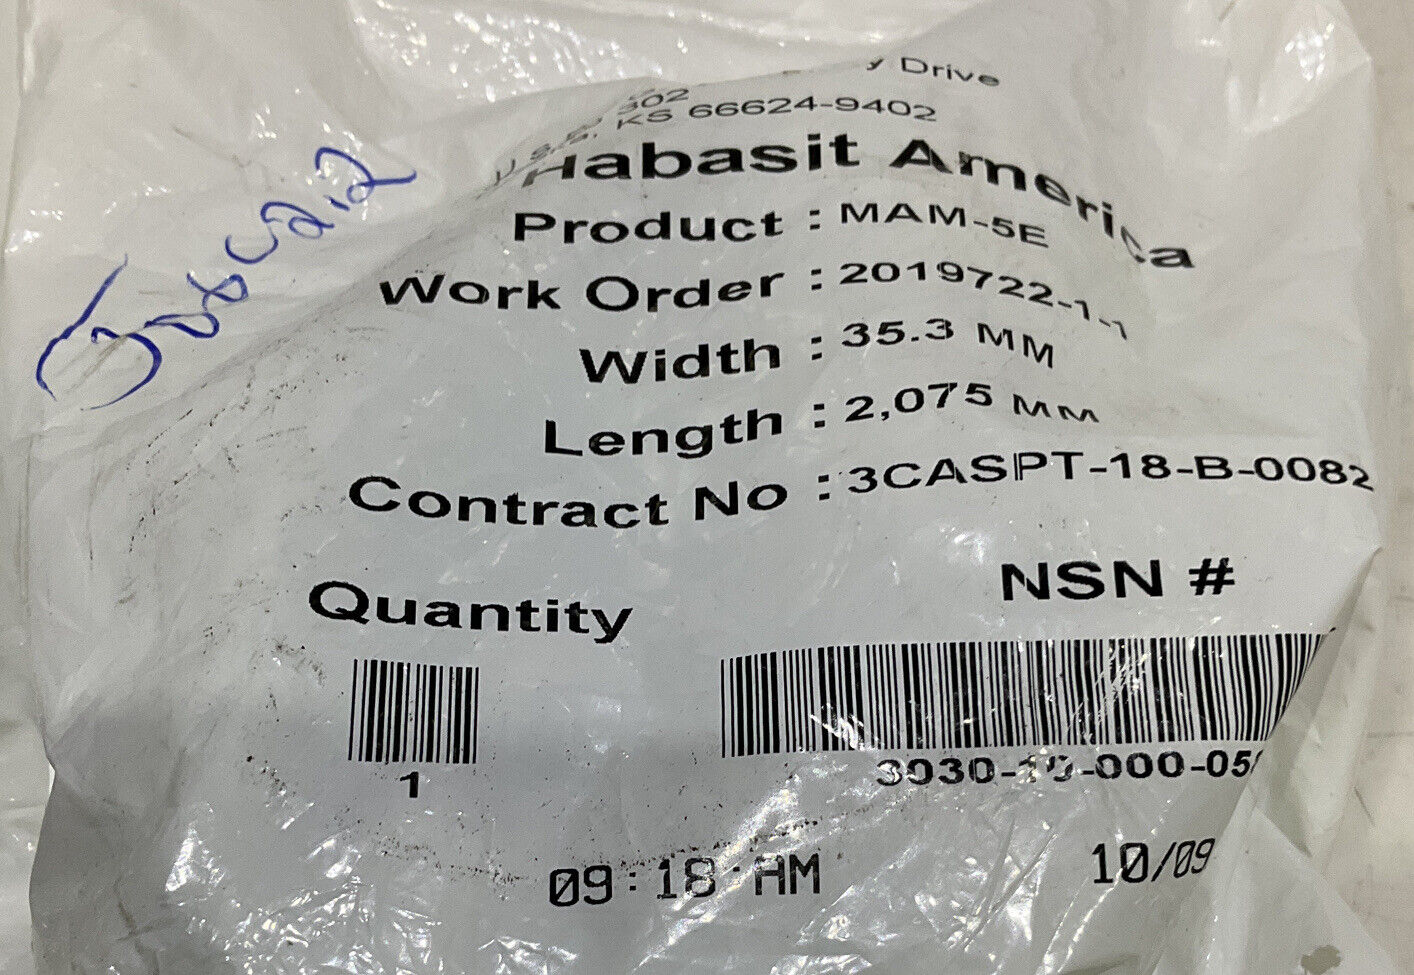 Drive
KS 66624-9402
Habasit America
Product : MAM-5E
Work Order : 2019722-1-1
Width : 35.3 MM
Length : 2,075 MM
Contract No : 3CASPT-18-B-0082
Quantity
NSN #
1
09:18 AM
10/09